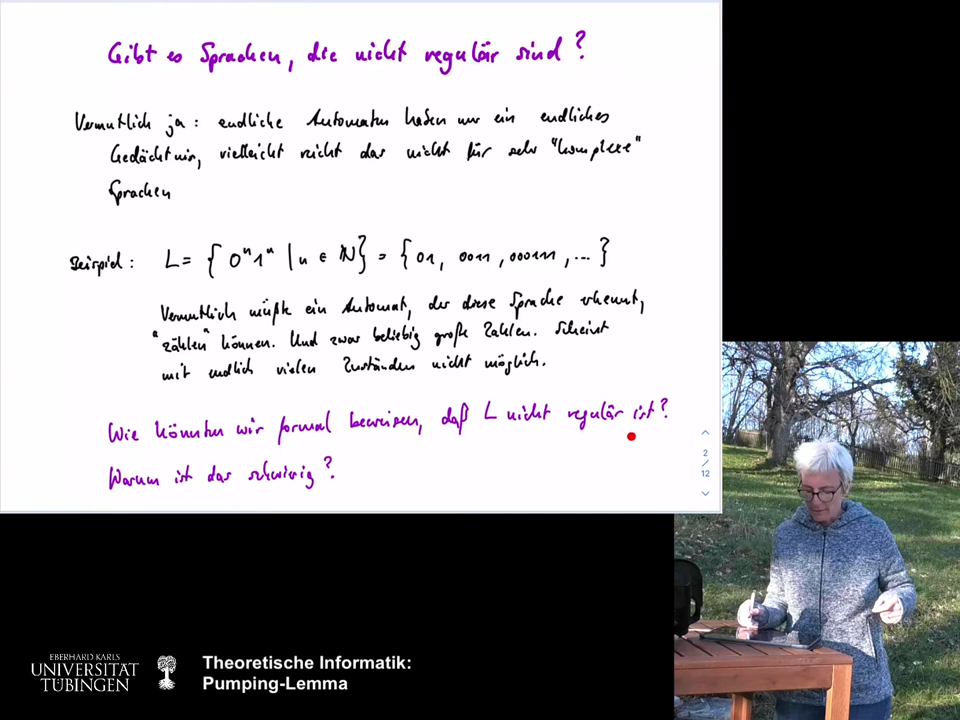 Gibt es Sprachen, die nicht regulär sind?
Vermutlich ja: endliche Automaten haben nur ein endliches
Gedächtnis, vielleicht reicht das nicht für sehr "komplexe"
Sprachen
Beispiel: L = { 0ⁿ1ⁿ | n ∈ ℕ } = { 01, 0011, 000111, ... }
Vermutlich müßte ein Automat, der diese Sprache erkennt,
"zählen" können. Und zwar beliebig große Zahlen. Scheint
mit endlich vielen Zuständen nicht möglich.
Wie könnten wir formal beweisen, daß L nicht regulär ist?
Warum ist das schwierig?
2
/
12
EBERHARD KARLS
UNIVERSITÄT
TÜBINGEN
Theoretische Informatik:
Pumping-Lemma